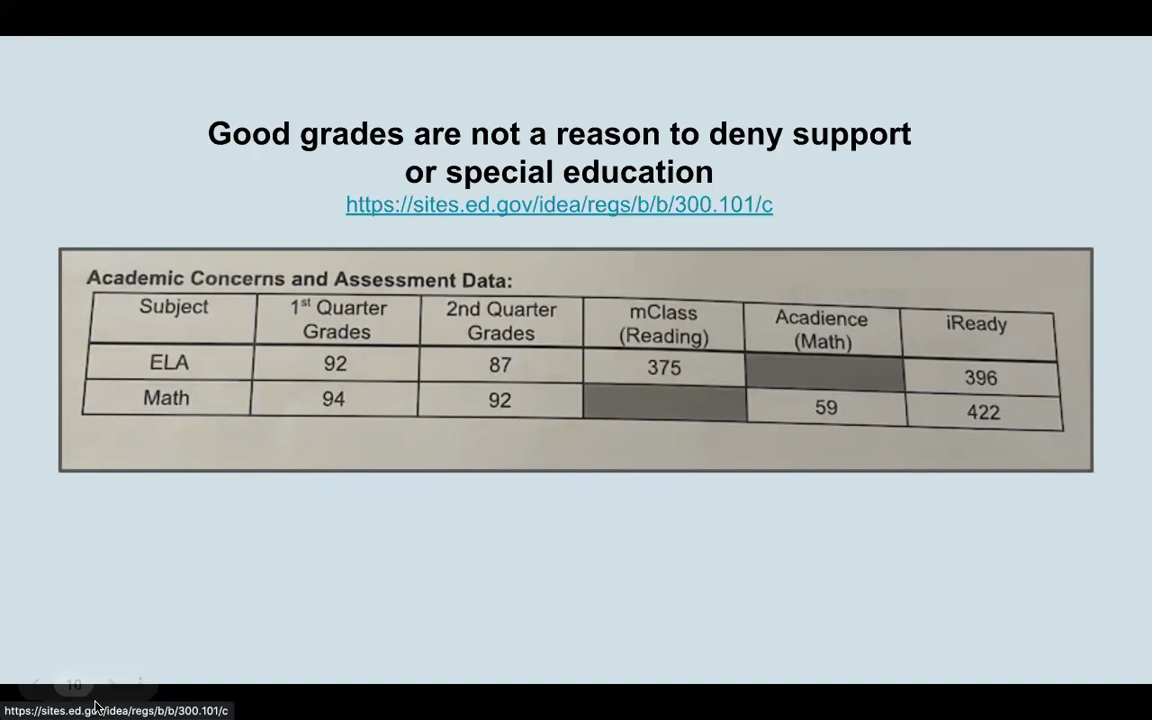 Good grades are not a reason to deny support
or special education
https://sites.ed.gov/idea/regs/b/b/300.101/c
Academic Concerns and Assessment Data:
Subject 1st Quarter Grades 2nd Quarter Grades mClass (Reading) Acadience (Math) iReady
ELA 92 87 375 396
Math 94 92 59 422
10
https://sites.ed.gov/idea/regs/b/b/300.101/c